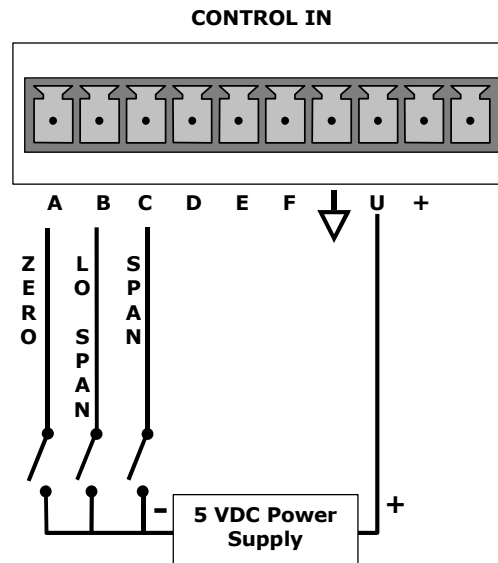 CONTROL IN
A B C D E F U +
ZERO
LO SPAN
SPAN
- 5 VDC Power +
Supply